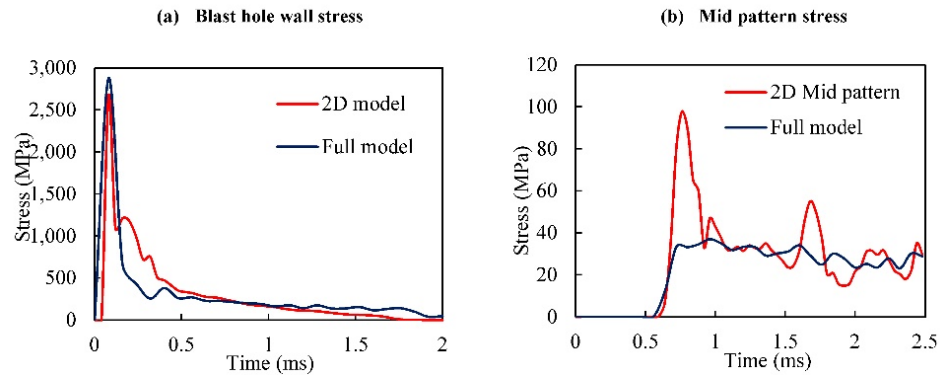 (a) Blast hole wall stress
3,000
2,500
2,000
1,500
1,000
500
0
Stress (MPa)
2D model
Full model
0 0.5 1 1.5 2
Time (ms)
(b) Mid pattern stress
120
100
80
60
40
20
0
Stress (MPa)
2D Mid pattern
Full model
0 0.5 1 1.5 2 2.5
Time (ms)